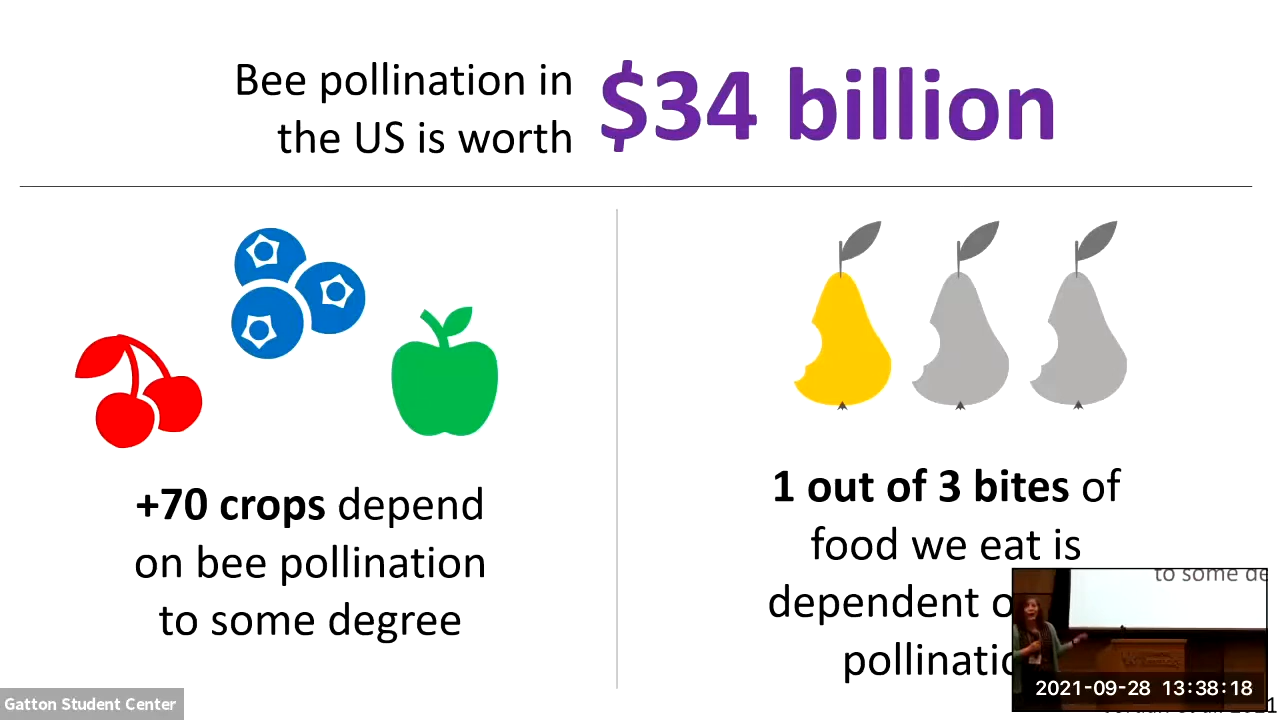 Bee pollination in
the US is worth
$34 billion
+70 crops depend
on bee pollination
to some degree
1 out of 3 bites of
food we eat is
dependent
pollinatio
to some de
2021-09-28 13:38:18
Gatton Student Center